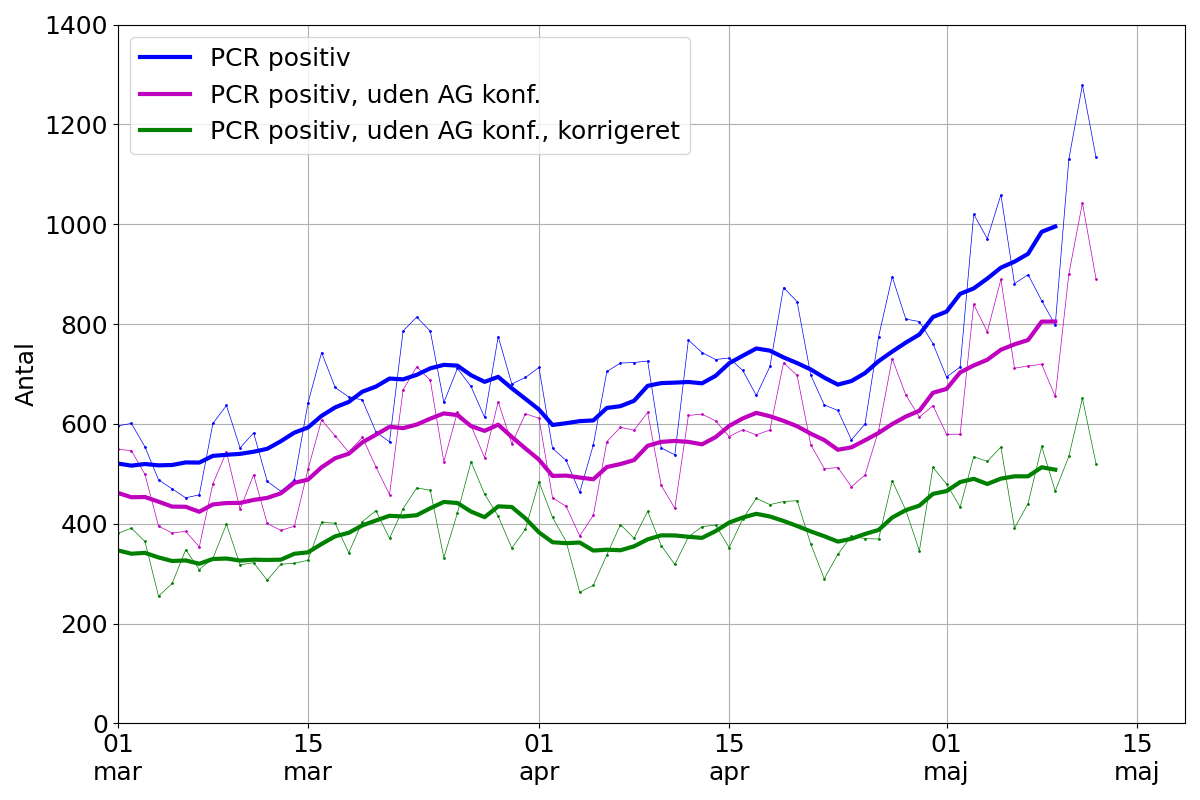 1400
1200
1000
800
600
400
200
0
Antal
PCR positiv
PCR positiv, uden AG konf.
PCR positiv, uden AG konf., korrigeret
01 15 01 15 01 15
mar mar apr apr maj maj